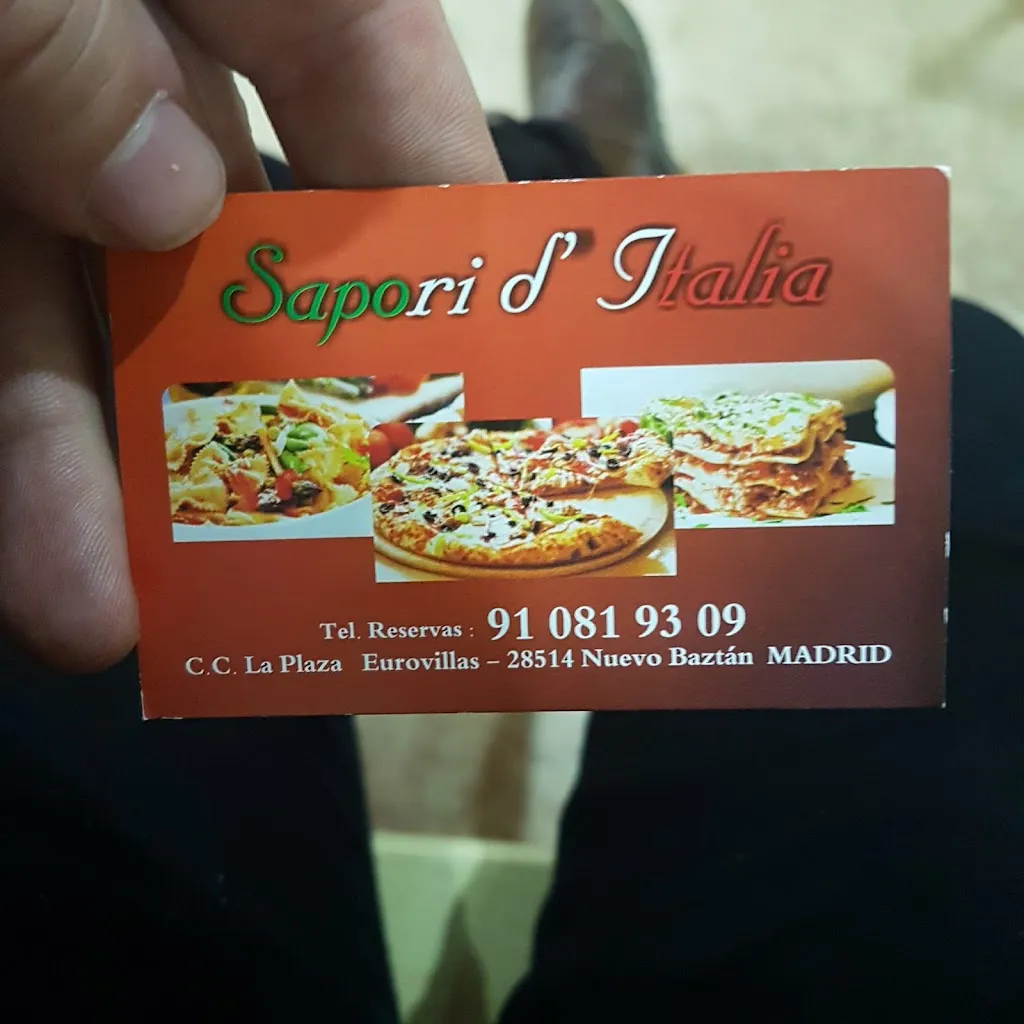 Sapori d' Italia
Tel. Reservas : 91 081 93 09
C.C. La Plaza Eurovillas – 28514 Nuevo Baztán MADRID